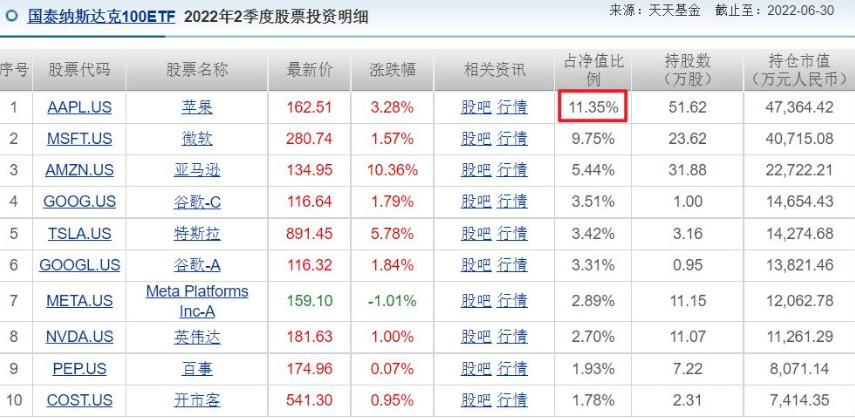 国泰纳斯达克100ETF 2022年2季度股票投资明细 来源：天天基金 截止至：2022-06-30
序号 股票代码 股票名称 最新价 涨跌幅 相关资讯 占净值比例 持股数（万股） 持仓市值（万元人民币）
1 AAPL.US 苹果 162.51 3.28% 股吧 行情 11.35% 51.62 47,364.42
2 MSFT.US 微软 280.74 1.57% 股吧 行情 9.75% 23.62 40,715.08
3 AMZN.US 亚马逊 134.95 10.36% 股吧 行情 5.44% 31.88 22,722.21
4 GOOG.US 谷歌-C 116.64 1.79% 股吧 行情 3.51% 1.00 14,654.43
5 TSLA.US 特斯拉 891.45 5.78% 股吧 行情 3.42% 3.16 14,274.68
6 GOOGL.US 谷歌-A 116.32 1.84% 股吧 行情 3.31% 0.95 13,821.46
7 META.US Meta Platforms Inc-A 159.10 -1.01% 股吧 行情 2.89% 11.15 12,062.78
8 NVDA.US 英伟达 181.63 1.00% 股吧 行情 2.70% 11.07 11,261.29
9 PEP.US 百事 174.96 0.07% 股吧 行情 1.93% 7.22 8,071.14
10 COST.US 开市客 541.30 0.95% 股吧 行情 1.78% 2.31 7,414.35